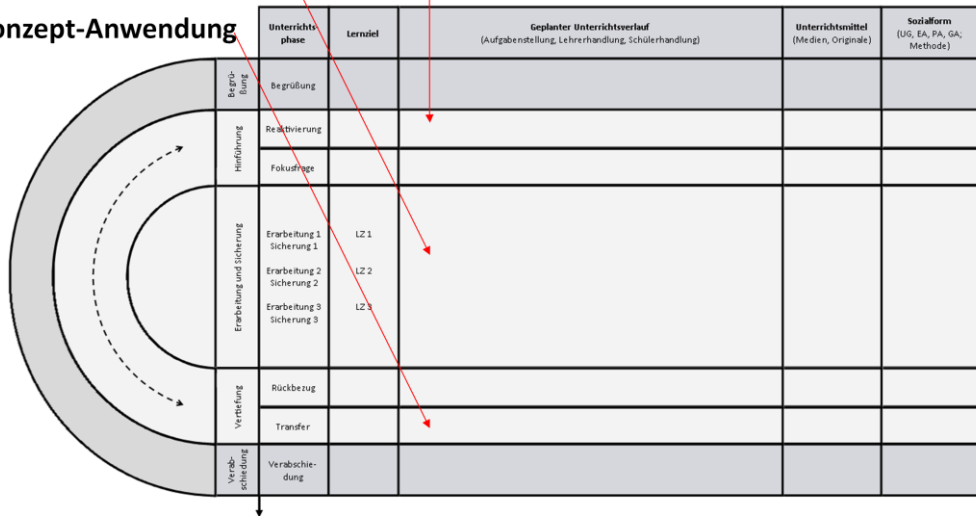 onzept-Anwendung
Unterrichts
phase
Lernziel
Geplanter Unterrichtsverlauf
(Aufgabenstellung, Lehrerhandlung, Schülerhandlung)
Unterrichtsmittel
(Medien, Originale)
Sozialform
(UG, EA, PA, GA;
Methode)
Begrü-
ßung
Begrüßung
Hinführung
Reaktivierung
Fokusfrage
Erarbeitung und Sicherung
Erarbeitung 1
Sicherung 1
LZ 1
Erarbeitung 2
Sicherung 2
LZ 2
Erarbeitung 3
Sicherung 3
LZ 3
Vertiefung
Rückbezug
Transfer
Verab-
schiedung
Verabschie-
dung